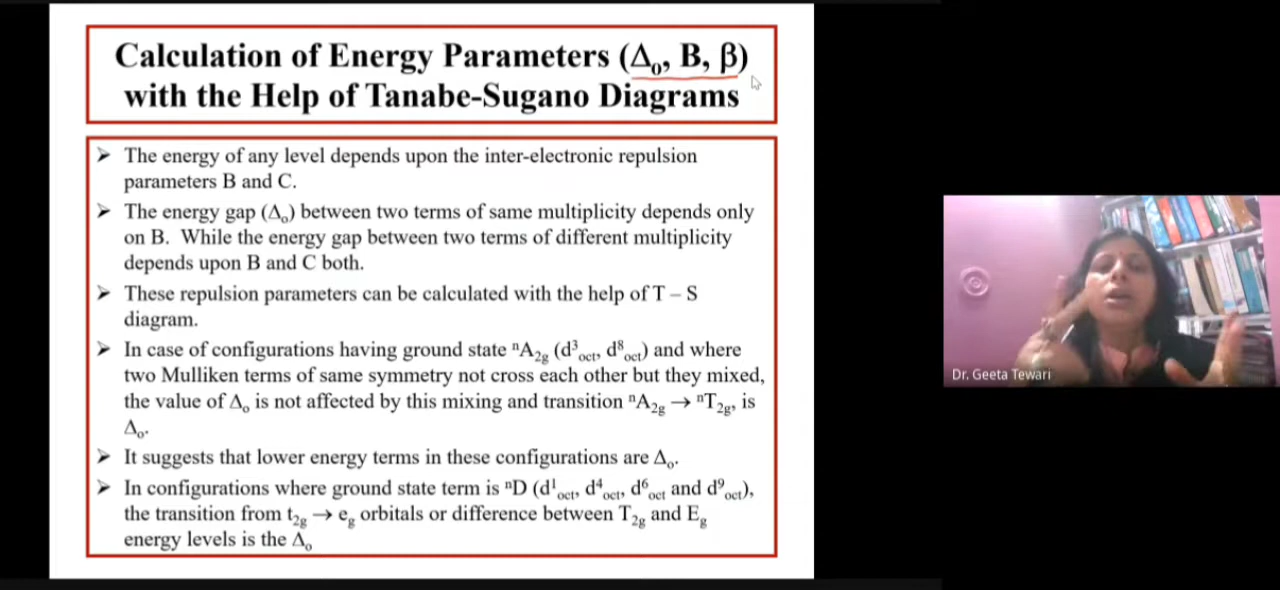 Calculation of Energy Parameters (Δₒ, B, β)
with the Help of Tanabe-Sugano Diagrams
➢ The energy of any level depends upon the inter-electronic repulsion
parameters B and C.
➢ The energy gap (Δₒ) between two terms of same multiplicity depends only
on B. While the energy gap between two terms of different multiplicity
depends upon B and C both.
➢ These repulsion parameters can be calculated with the help of T – S
diagram.
➢ In case of configurations having ground state ⁿA₂g (d³oct, d⁸oct) and where
two Mulliken terms of same symmetry not cross each other but they mixed,
the value of Δₒ is not affected by this mixing and transition ⁿA₂g → ⁿT₂g, is
Δₒ.
➢ It suggests that lower energy terms in these configurations are Δₒ.
➢ In configurations where ground state term is ⁿD (d¹oct, d⁴oct, d⁶oct and d⁹oct),
the transition from t₂g → eg orbitals or difference between T₂g and Eg
energy levels is the Δₒ
Dr. Geeta Tewari